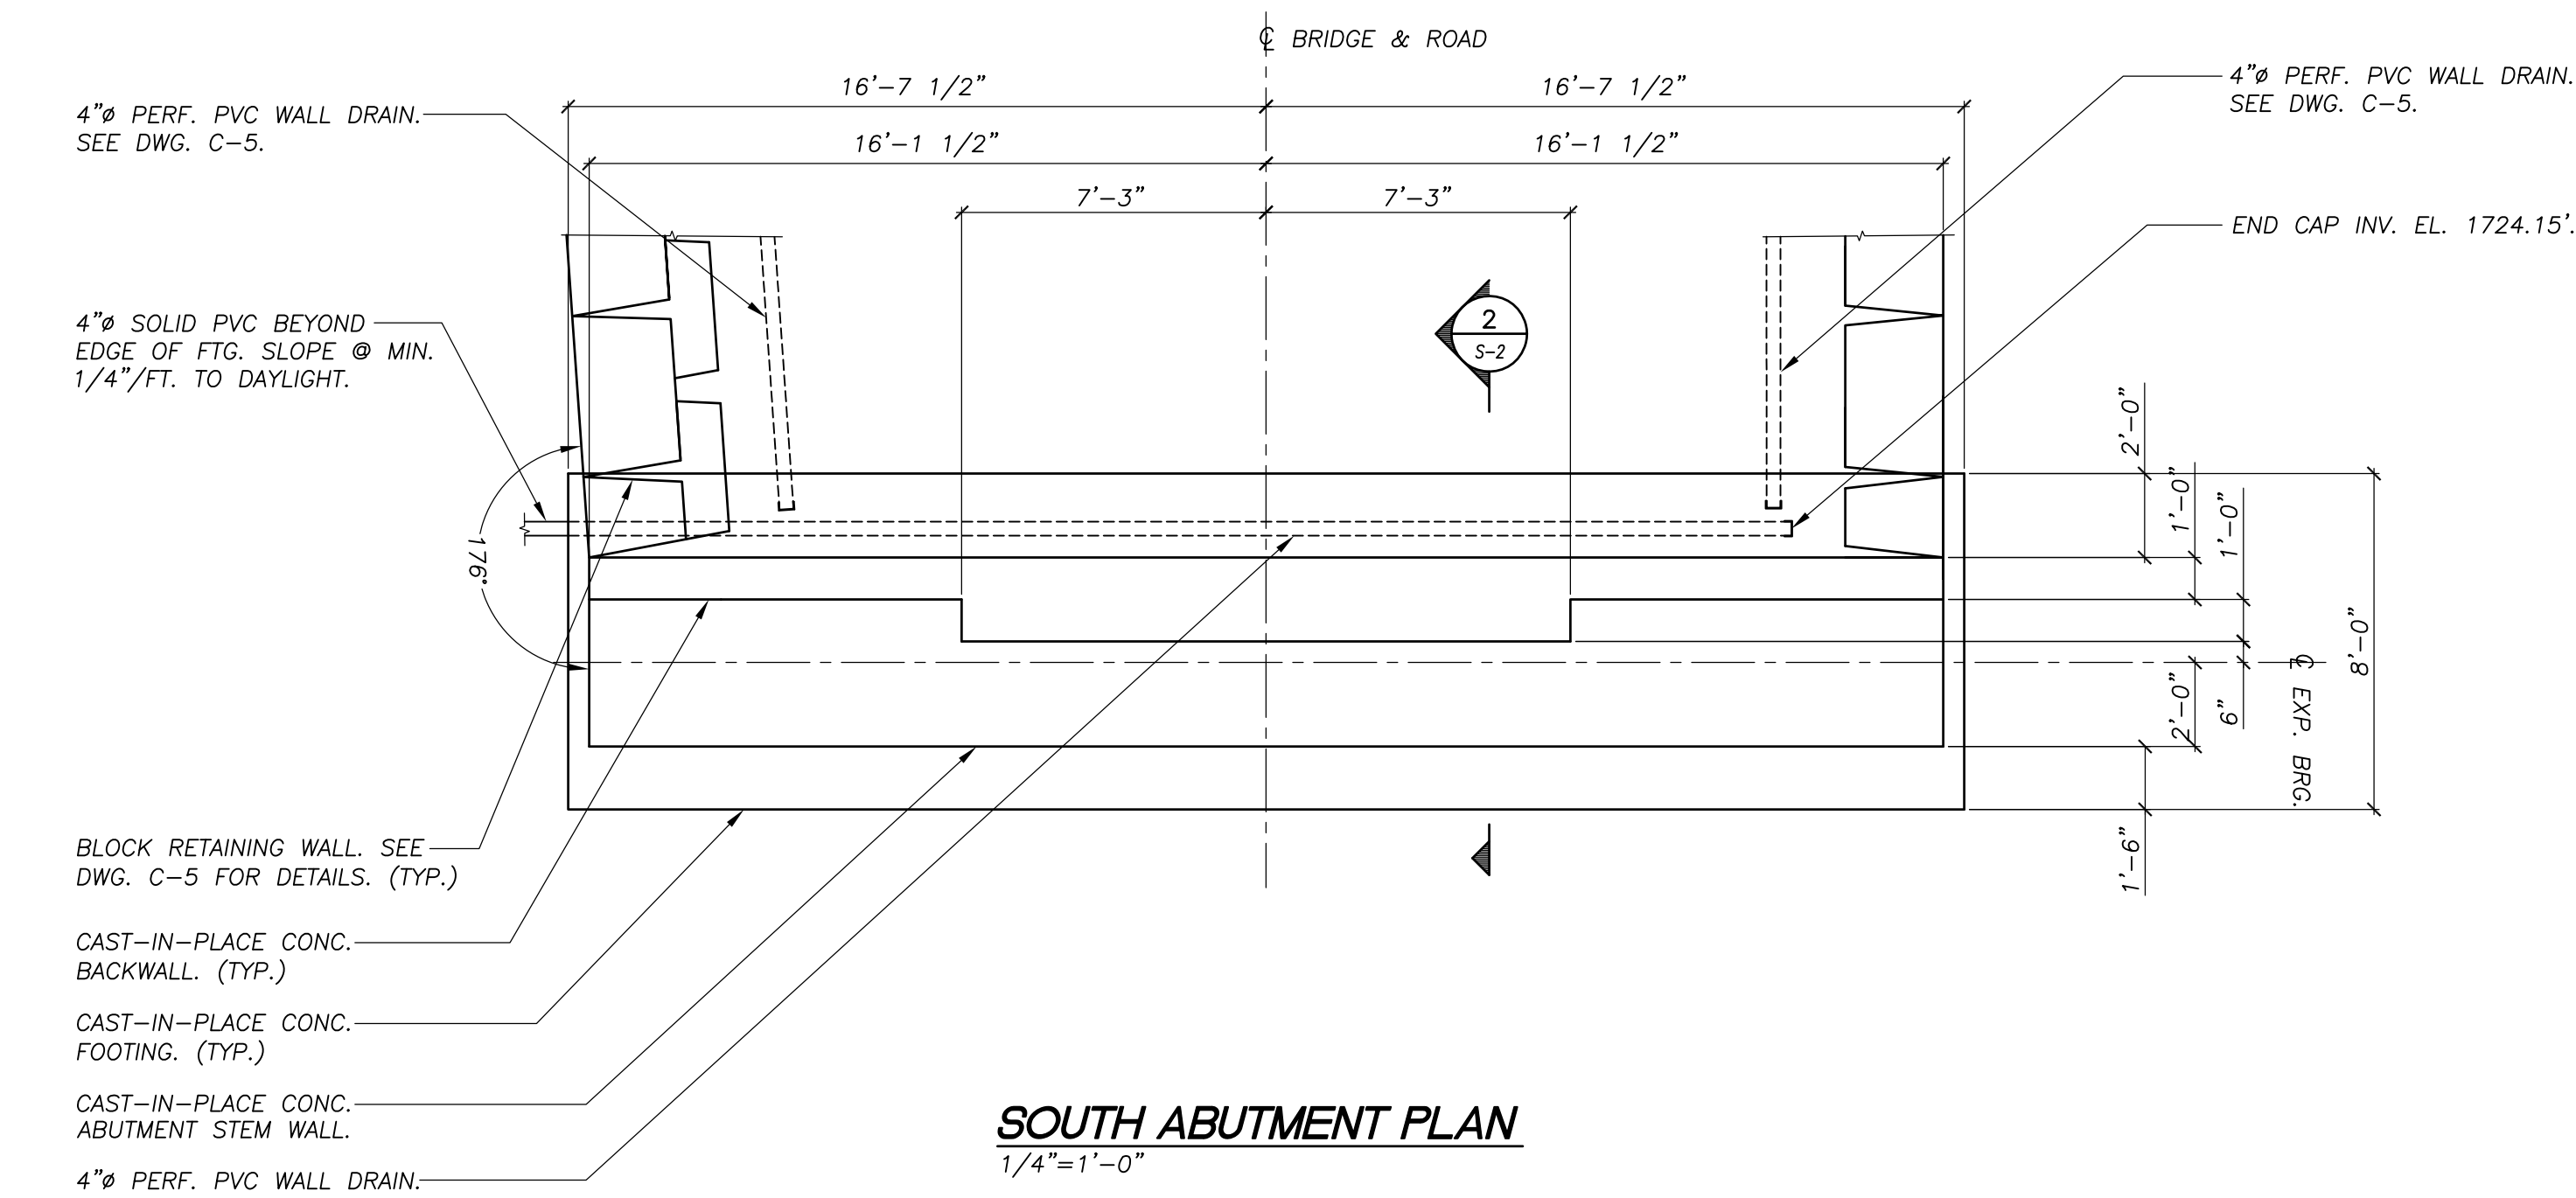 ℄ BRIDGE & ROAD
16'-7 1/2" 16'-7 1/2"
16'-1 1/2" 16'-1 1/2"
7'-3" 7'-3"
4"ø PERF. PVC WALL DRAIN.
SEE DWG. C-5.
4"ø PERF. PVC WALL DRAIN.
SEE DWG. C-5.
END CAP INV. EL. 1724.15'.
4"ø SOLID PVC BEYOND
EDGE OF FTG. SLOPE @ MIN.
1/4"/FT. TO DAYLIGHT.
2
S-2
176°
2'-0"
1'-0"
1'-0"
8'-0"
2'-0"
6"
℄ EXP. BRG.
1'-6"
BLOCK RETAINING WALL. SEE
DWG. C-5 FOR DETAILS. (TYP.)
CAST-IN-PLACE CONC.
BACKWALL. (TYP.)
CAST-IN-PLACE CONC.
FOOTING. (TYP.)
CAST-IN-PLACE CONC.
ABUTMENT STEM WALL.
4"ø PERF. PVC WALL DRAIN.
SOUTH ABUTMENT PLAN
1/4"=1'-0"